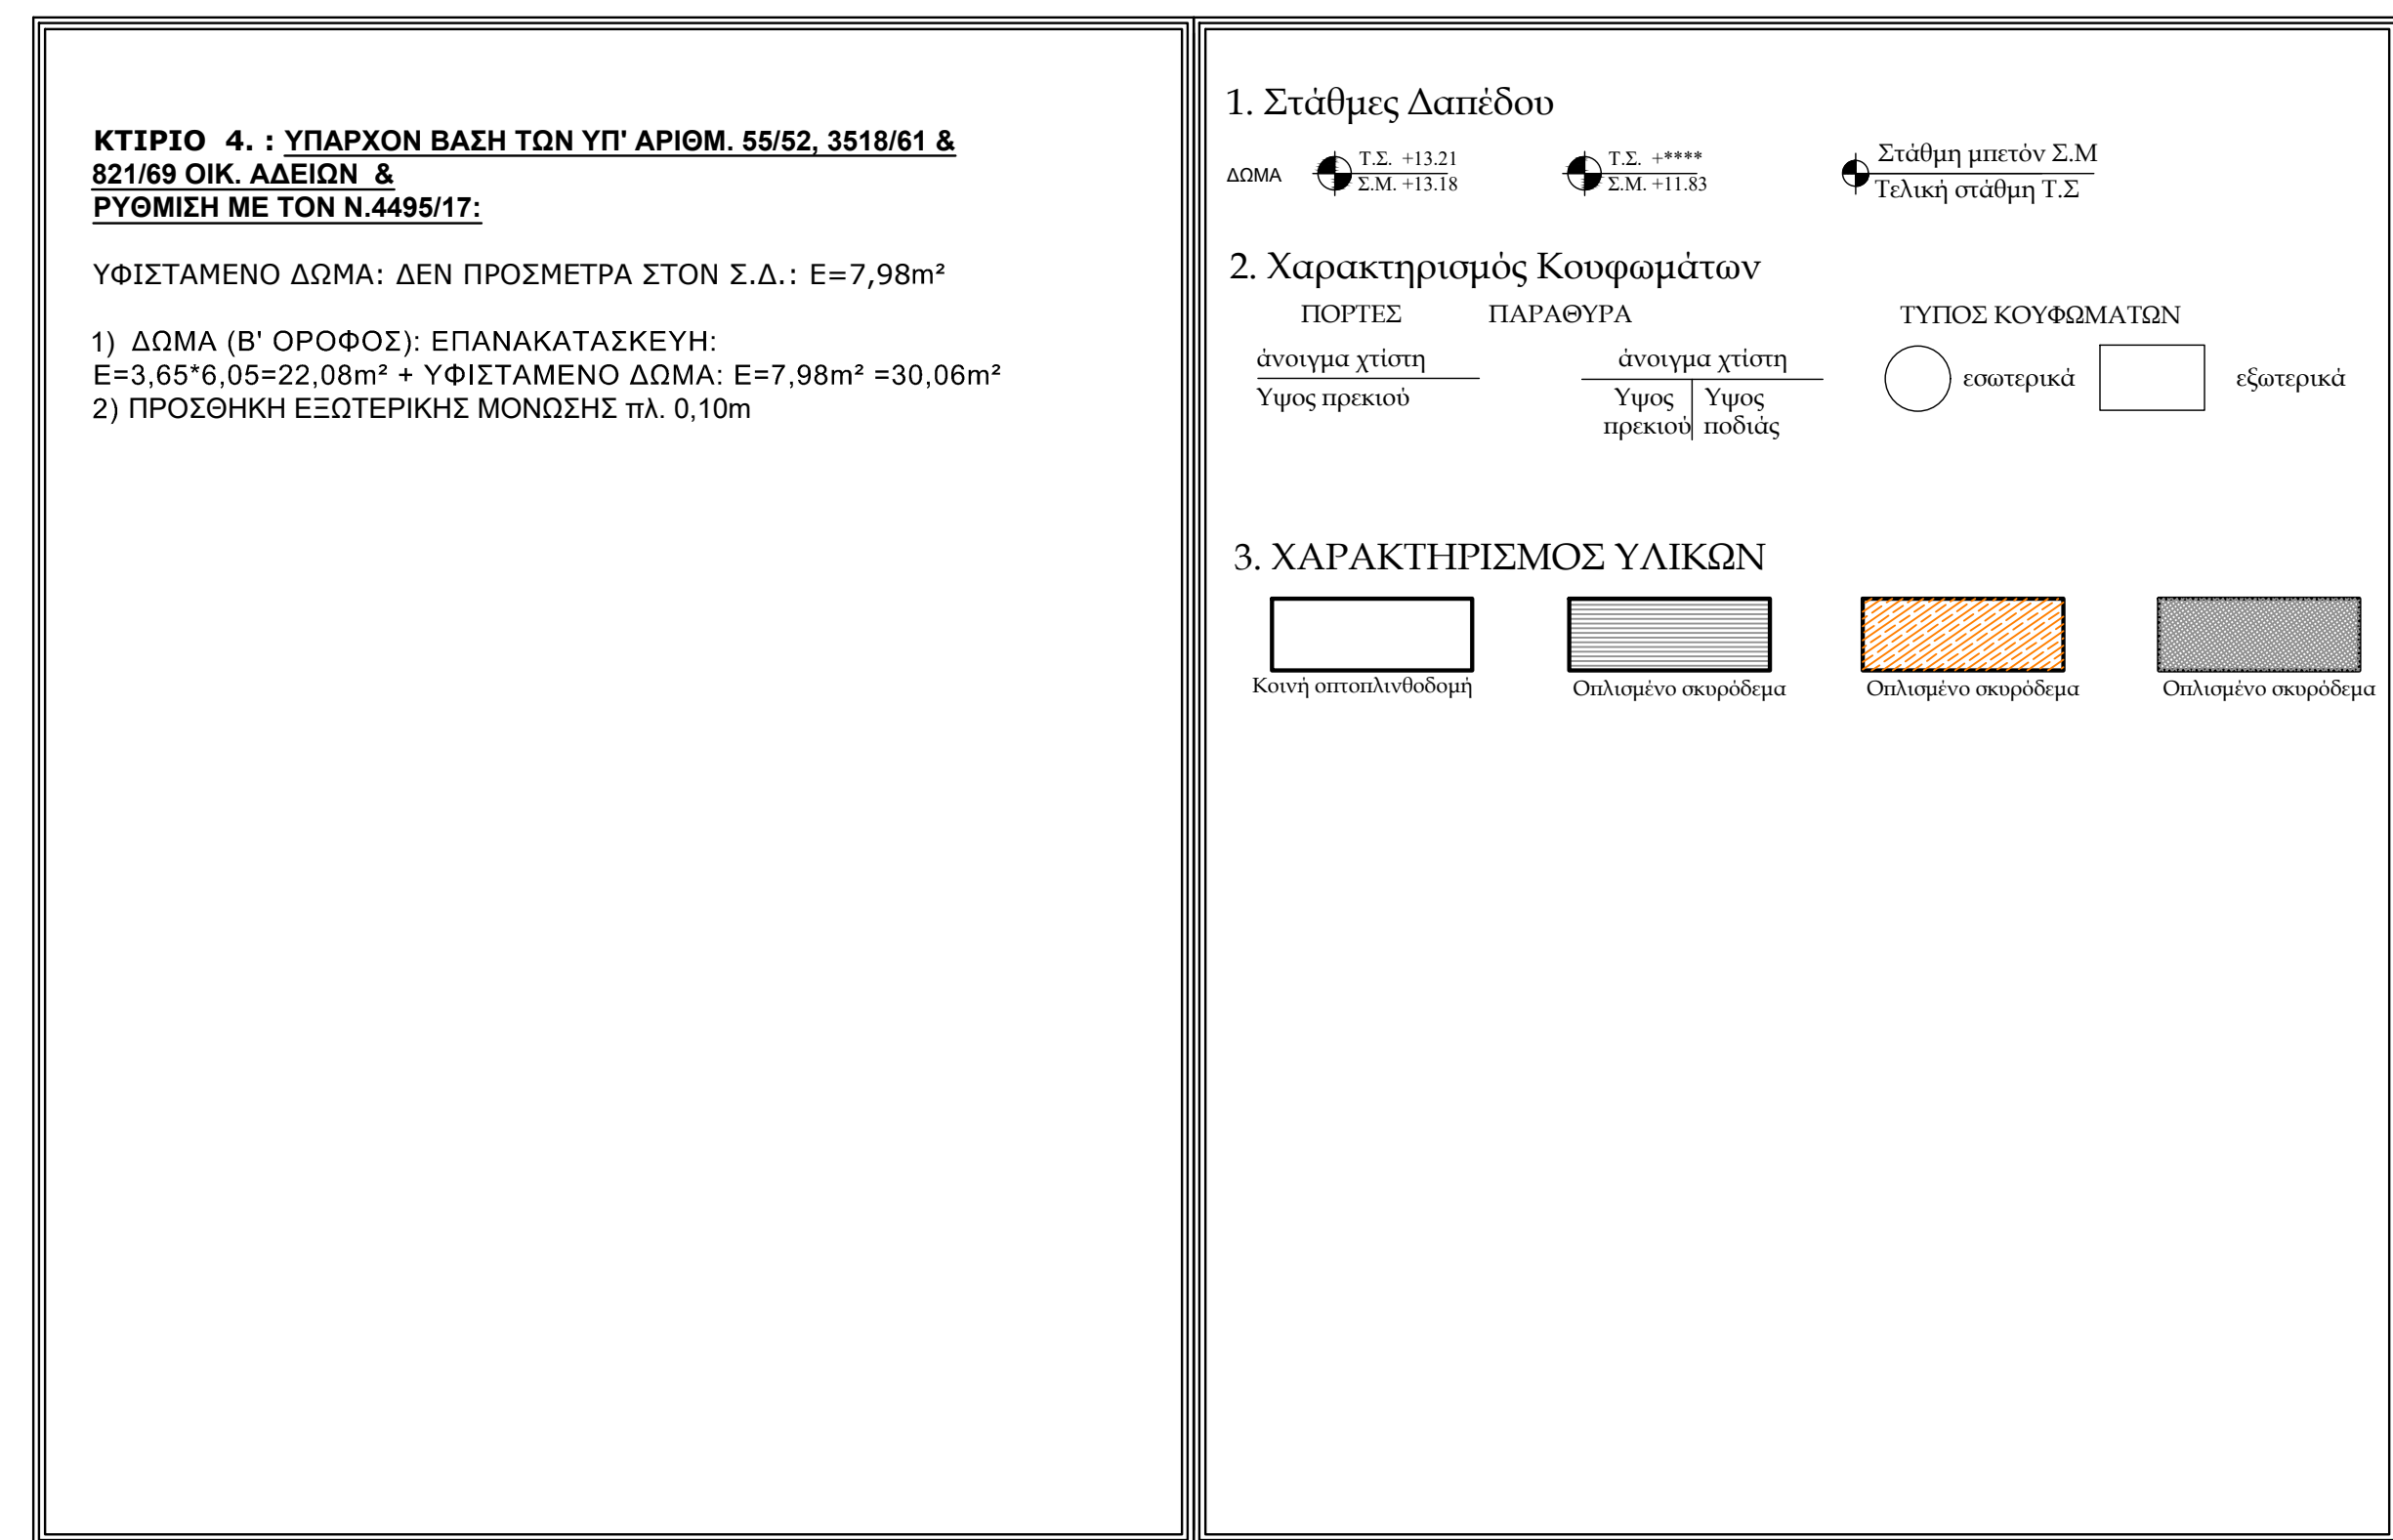 ΚΤΙΡΙΟ 4. : ΥΠΑΡΧΟΝ ΒΑΣΗ ΤΩΝ ΥΠ' ΑΡΙΘΜ. 55/52, 3518/61 &
821/69 ΟΙΚ. ΑΔΕΙΩΝ &
ΡΥΘΜΙΣΗ ΜΕ ΤΟΝ Ν.4495/17:
ΥΦΙΣΤΑΜΕΝΟ ΔΩΜΑ: ΔΕΝ ΠΡΟΣΜΕΤΡΑ ΣΤΟΝ Σ.Δ.: Ε=7,98m²
1) ΔΩΜΑ (Β' ΟΡΟΦΟΣ): ΕΠΑΝΑΚΑΤΑΣΚΕΥΗ:
Ε=3,65*6,05=22,08m² + ΥΦΙΣΤΑΜΕΝΟ ΔΩΜΑ: Ε=7,98m² =30,06m²
2) ΠΡΟΣΘΗΚΗ ΕΞΩΤΕΡΙΚΗΣ ΜΟΝΩΣΗΣ πλ. 0,10m
1. Στάθμες Δαπέδου
ΔΩΜΑ
Τ.Σ. +13.21
Σ.Μ. +13.18
Τ.Σ. +****
Σ.Μ. +11.83
Στάθμη μπετόν Σ.Μ
Τελική στάθμη Τ.Σ
2. Χαρακτηρισμός Κουφωμάτων
ΠΟΡΤΕΣ
άνοιγμα χτίστη
Υψος πρεκιού
ΠΑΡΑΘΥΡΑ
άνοιγμα χτίστη
Υψος
πρεκιού
Υψος
ποδιάς
ΤΥΠΟΣ ΚΟΥΦΩΜΑΤΩΝ
εσωτερικά
εξωτερικά
3. ΧΑΡΑΚΤΗΡΙΣΜΟΣ ΥΛΙΚΩΝ
Κοινή οπτοπλινθοδομή
Οπλισμένο σκυρόδεμα
Οπλισμένο σκυρόδεμα
Οπλισμένο σκυρόδεμα